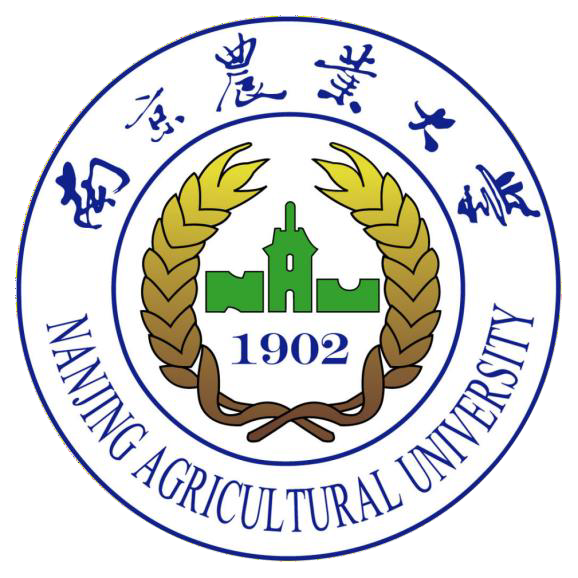 南京農業大學
1902
NANJING AGRICULTURAL UNIVERSITY